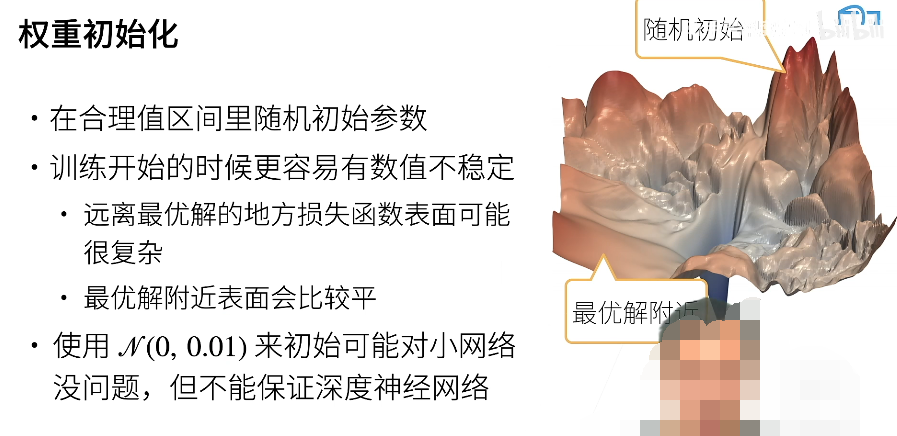 权重初始化
随机初始
bilibili
• 在合理值区间里随机初始参数
• 训练开始的时候更容易有数值不稳定
• 远离最优解的地方损失函数表面可能
很复杂
• 最优解附近表面会比较平
最优解附近
• 使用 𝒩(0, 0.01) 来初始可能对小网络
没问题，但不能保证深度神经网络